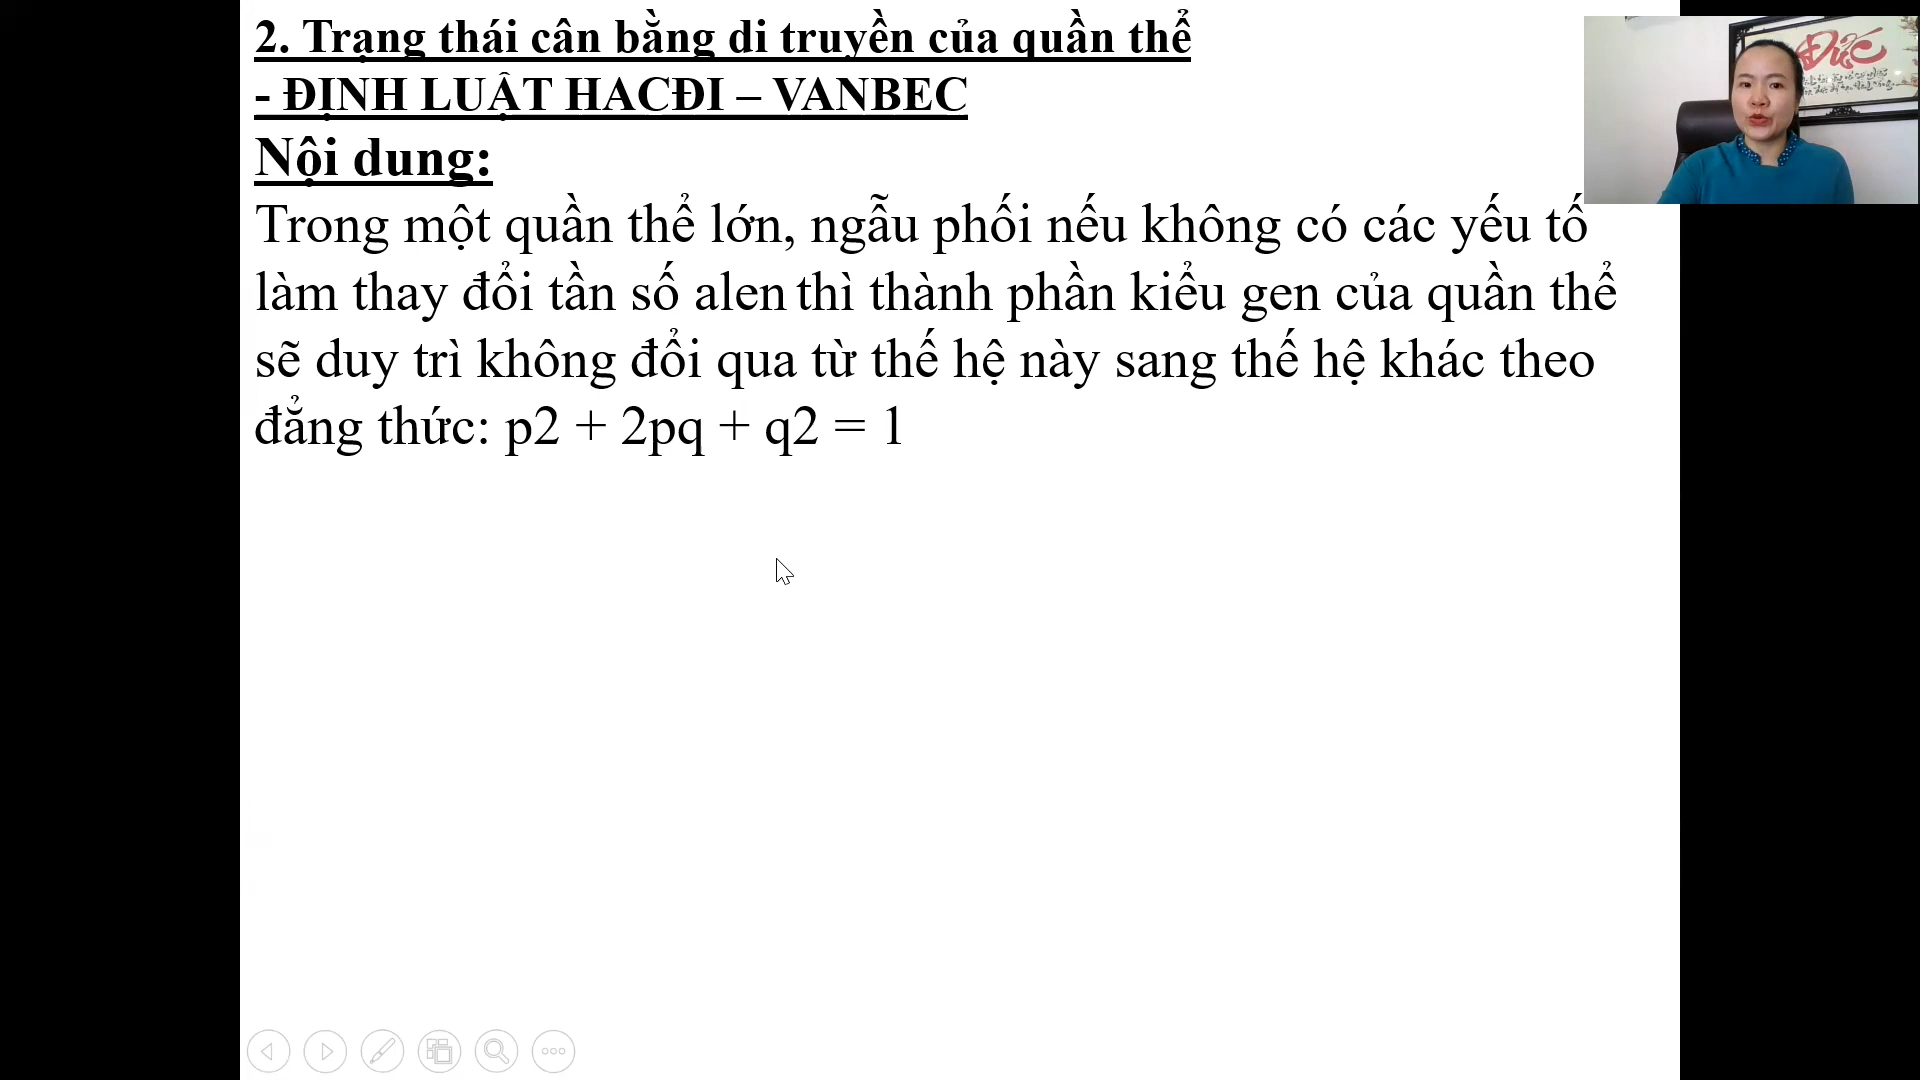 2. Trạng thái cân bằng di truyền của quần thể
- ĐỊNH LUẬT HACĐI – VANBEC
Nội dung:
Trong một quần thể lớn, ngẫu phối nếu không có các yếu tố
làm thay đổi tần số alen thì thành phần kiểu gen của quần thể
sẽ duy trì không đổi qua từ thế hệ này sang thế hệ khác theo
đẳng thức: p2 + 2pq + q2 = 1
Đức